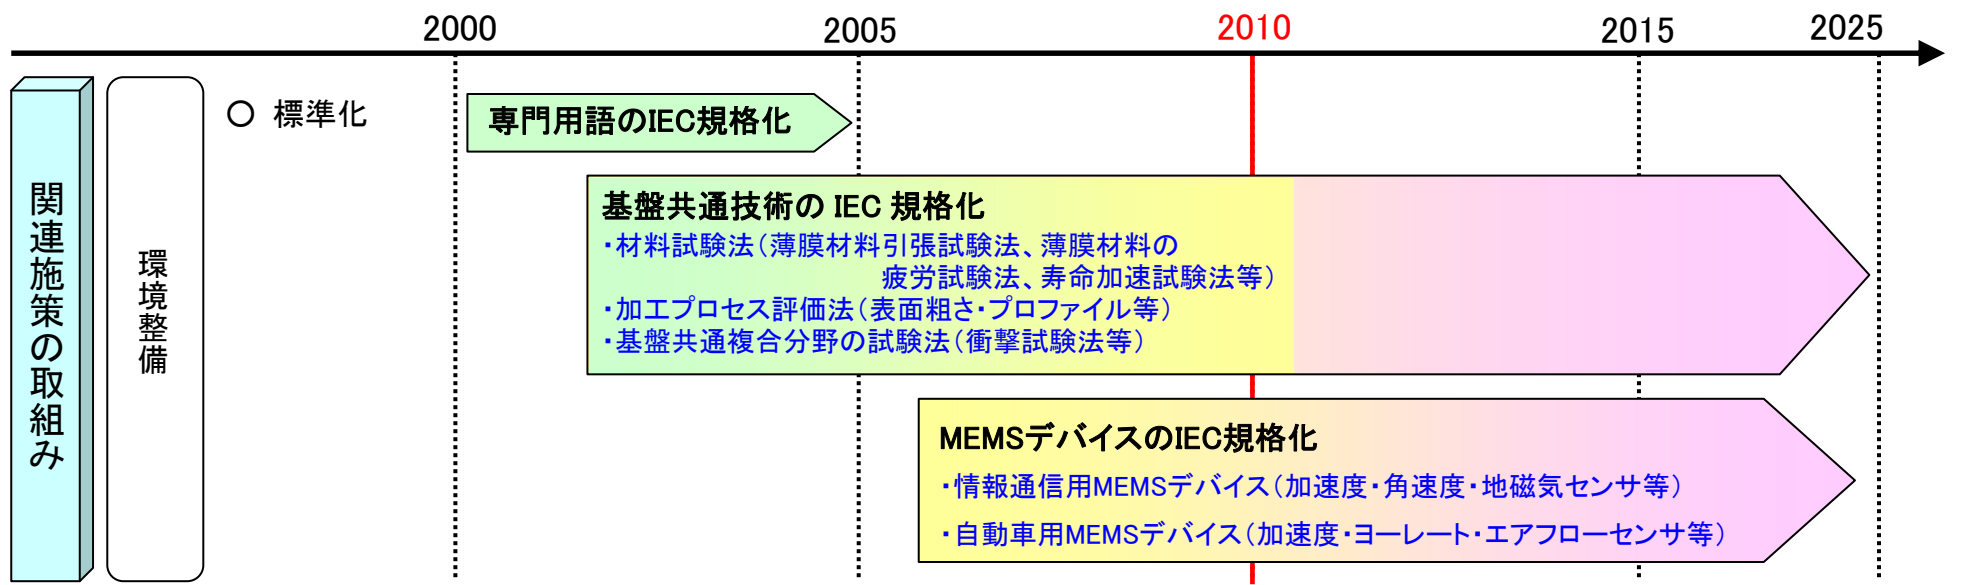 2000 2005 2010 2015 2025
関連施策の取組み
環境整備
○ 標準化
専門用語のIEC規格化
基盤共通技術の IEC 規格化
・材料試験法(薄膜材料引張試験法、薄膜材料の
疲労試験法、寿命加速試験法等)
・加工プロセス評価法(表面粗さ・プロファイル等)
・基盤共通複合分野の試験法(衝撃試験法等)
MEMSデバイスのIEC規格化
・情報通信用MEMSデバイス(加速度・角速度・地磁気センサ等)
・自動車用MEMSデバイス(加速度・ヨーレート・エアフローセンサ等)